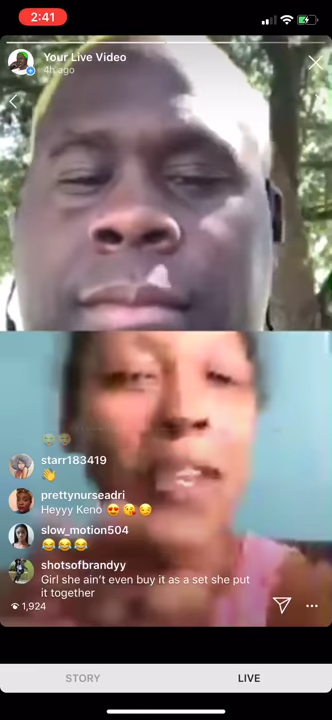 2:41
Your Live Video
4h ago
starr183419
👋
prettynurseadri
Heyyy Keno 😍😘😏
slow_motion504
😂😂😂
shotsofbrandyy
Girl she ain't even buy it as a set she put
it together
1,924
STORY
LIVE